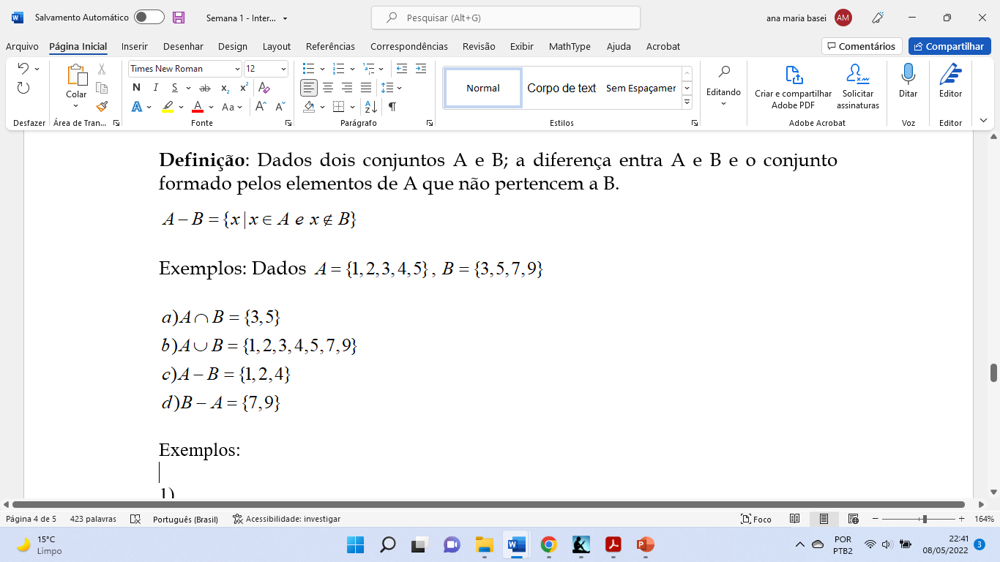 Salvamento Automático
Semana 1 - Inter...
Pesquisar (Alt+G)
ana maria basei
AM
Arquivo Página Inicial Inserir Desenhar Design Layout Referências Correspondências Revisão Exibir MathType Ajuda Acrobat
Comentários
Compartilhar
Colar
Times New Roman 12
N I S ab x₂ x² A
A A Aa A A
Normal
Corpo de text
Sem Espaçamer
Editando
Criar e compartilhar
Adobe PDF
Solicitar
assinaturas
Ditar
Editor
Desfazer Área de Tran... Fonte Parágrafo Estilos Adobe Acrobat Voz Editor
Definição: Dados dois conjuntos A e B; a diferença entra A e B e o conjunto
formado pelos elementos de A que não pertencem a B.
A − B = {x | x ∈ A e x ∉ B}
Exemplos: Dados A = {1,2,3,4,5}, B = {3,5,7,9}
a) A ∩ B = {3,5}
b) A ∪ B = {1,2,3,4,5,7,9}
c) A − B = {1,2,4}
d) B − A = {7,9}
Exemplos:
1)
Página 4 de 5 423 palavras Português (Brasil) Acessibilidade: investigar Foco 164%
15°C
Limpo
POR
PTB2
22:41
08/05/2022
3